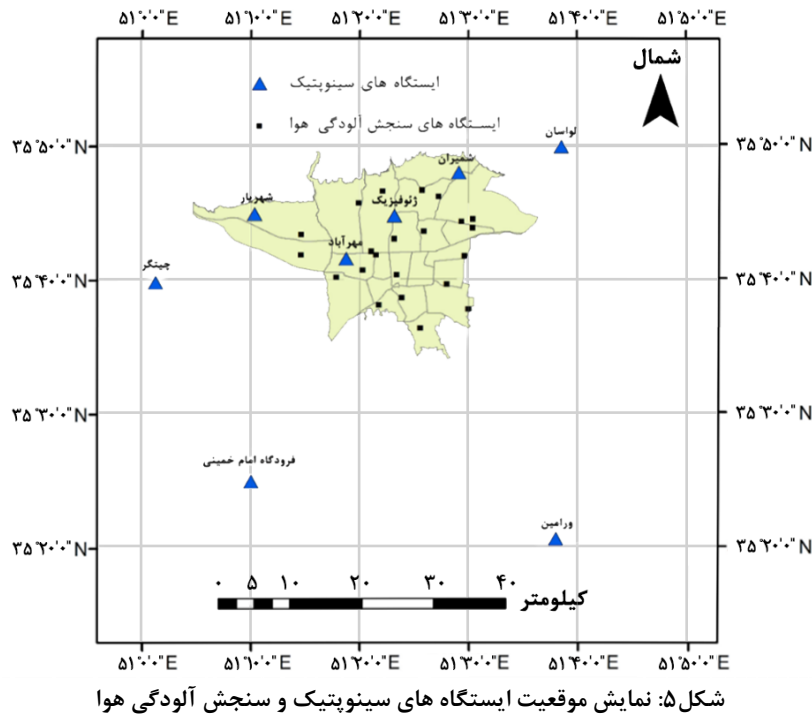 ۵۱°۰'۰"E ۵۱°۱۰'۰"E ۵۱°۲۰'۰"E ۵۱°۳۰'۰"E ۵۱°۴۰'۰"E ۵۱°۵۰'۰"E
شمال
ایستگاه های سینوپتیک
ایستگاه های سنجش آلودگی هوا
لواسان
۳۵°۵۰'۰"N ۳۵°۵۰'۰"N
شمیران
شهریار
ژئوفیزیک
مهرآباد
چیتگر
۳۵°۴۰'۰"N ۳۵°۴۰'۰"N
۳۵°۳۰'۰"N ۳۵°۳۰'۰"N
فرودگاه امام خمینی
ورامین
۳۵°۲۰'۰"N ۳۵°۲۰'۰"N
۰ ۵ ۱۰ ۲۰ ۳۰ ۴۰
کیلومتر
۵۱°۰'۰"E ۵۱°۱۰'۰"E ۵۱°۲۰'۰"E ۵۱°۳۰'۰"E ۵۱°۴۰'۰"E ۵۱°۵۰'۰"E
شکل۵: نمایش موقعیت ایستگاه های سینوپتیک و سنجش آلودگی هوا